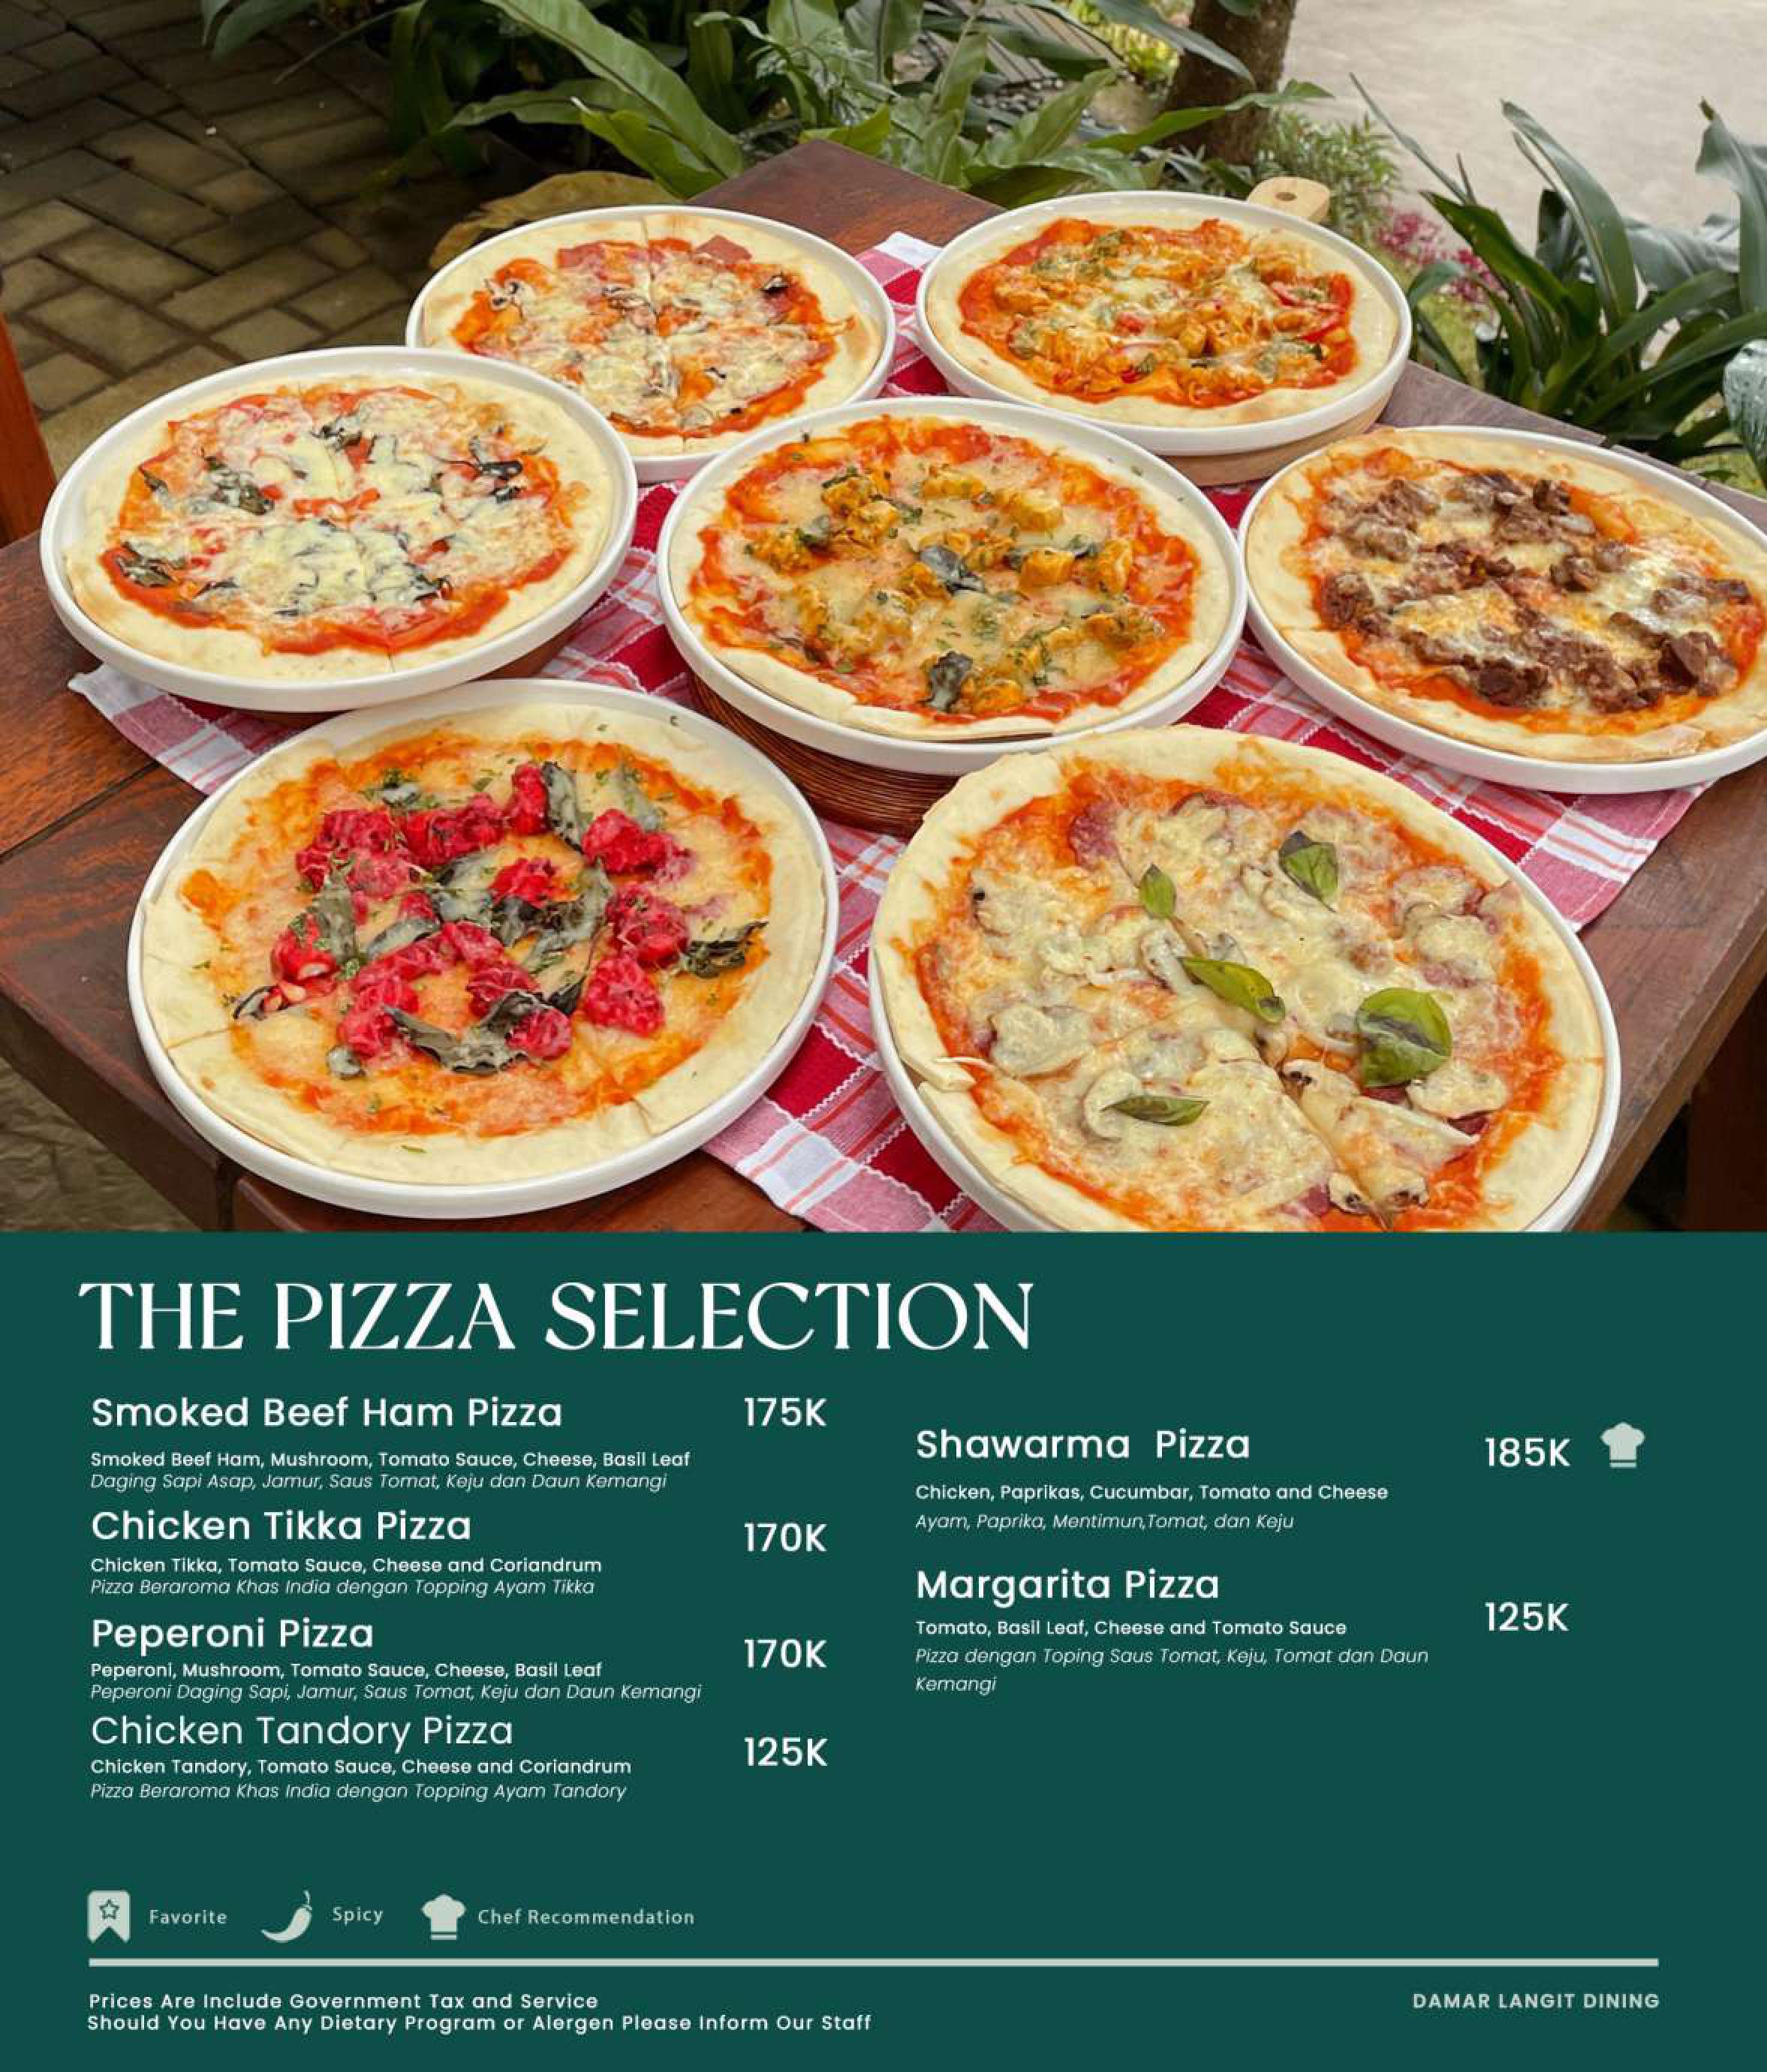 THE PIZZA SELECTION
Smoked Beef Ham Pizza 175K
Smoked Beef Ham, Mushroom, Tomato Sauce, Cheese, Basil Leaf
Daging Sapi Asap, Jamur, Saus Tomat, Keju dan Daun Kemangi
Chicken Tikka Pizza 170K
Chicken Tikka, Tomato Sauce, Cheese and Coriandrum
Pizza Beraroma Khas India dengan Topping Ayam Tikka
Peperoni Pizza 170K
Peperoni, Mushroom, Tomato Sauce, Cheese, Basil Leaf
Peperoni Daging Sapi, Jamur, Saus Tomat, Keju dan Daun Kemangi
Chicken Tandory Pizza 125K
Chicken Tandory, Tomato Sauce, Cheese and Coriandrum
Pizza Beraroma Khas India dengan Topping Ayam Tandory
Shawarma Pizza 185K
Chicken, Paprikas, Cucumbar, Tomato and Cheese
Ayam, Paprika, Mentimun,Tomat, dan Keju
Margarita Pizza 125K
Tomato, Basil Leaf, Cheese and Tomato Sauce
Pizza dengan Toping Saus Tomat, Keju, Tomat dan Daun
Kemangi
Favorite Spicy Chef Recommendation
Prices Are Include Government Tax and Service
Should You Have Any Dietary Program or Alergen Please Inform Our Staff
DAMAR LANGIT DINING